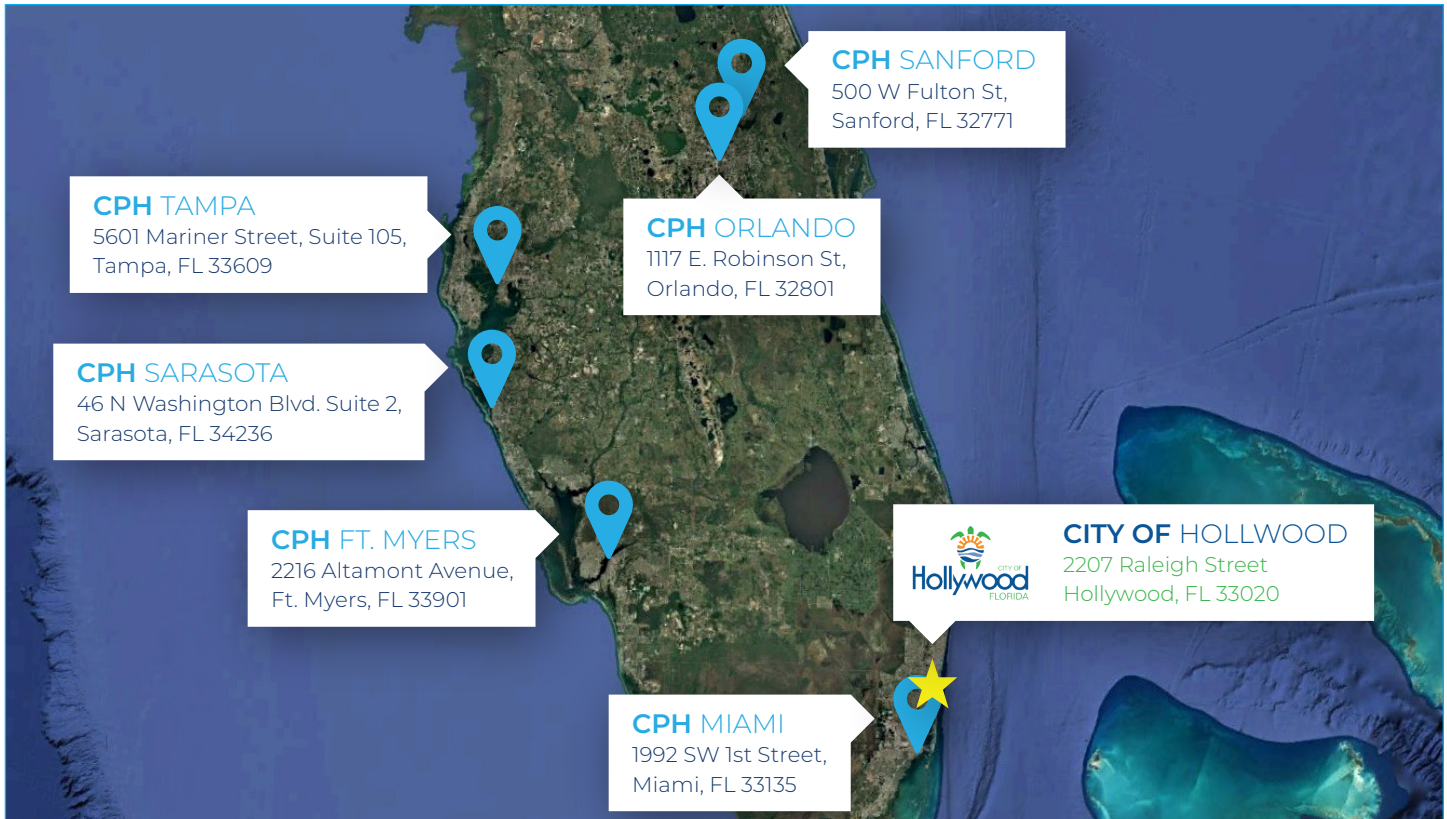 CPH SANFORD
500 W Fulton St,
Sanford, FL 32771
CPH TAMPA
5601 Mariner Street, Suite 105,
Tampa, FL 33609
CPH ORLANDO
1117 E. Robinson St,
Orlando, FL 32801
CPH SARASOTA
46 N Washington Blvd. Suite 2,
Sarasota, FL 34236
CPH FT. MYERS
2216 Altamont Avenue,
Ft. Myers, FL 33901
CITY OF
Hollywood
FLORIDA
CITY OF HOLLWOOD
2207 Raleigh Street
Hollywood, FL 33020
CPH MIAMI
1992 SW 1st Street,
Miami, FL 33135